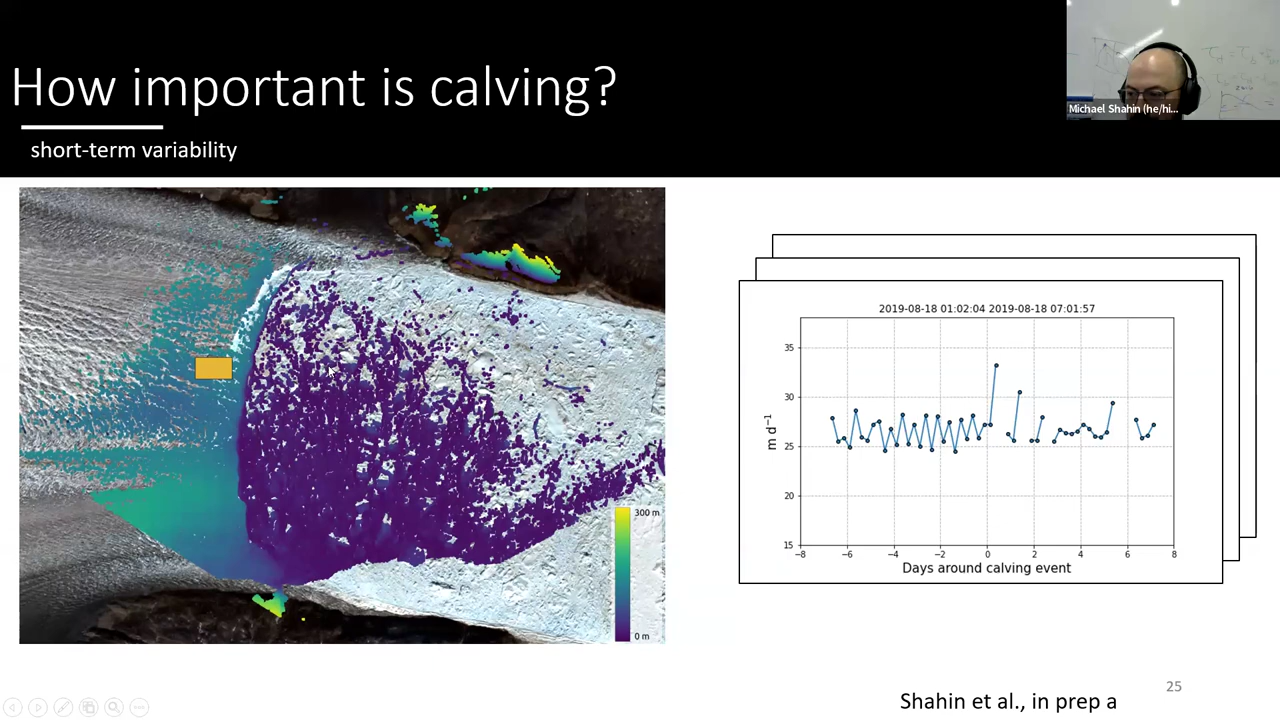 How important is calving?
short-term variability
Michael Shahin (he/hi...
300 m
0 m
2019-08-18 01:02:04 2019-08-18 07:01:57
35
30
25
20
15
m d⁻¹
−8 −6 −4 −2 0 2 4 6 8
Days around calving event
25
Shahin et al., in prep a